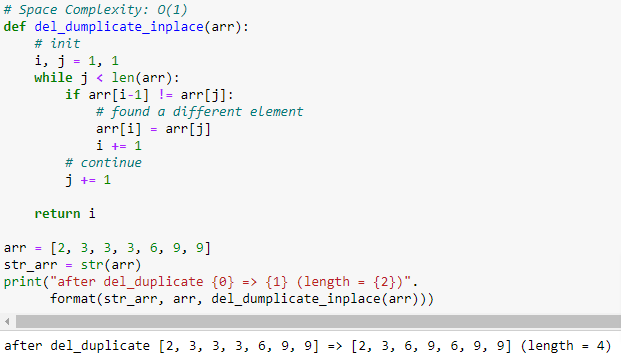 # Space Complexity: O(1)
def del_dumplicate_inplace(arr):
    # init
    i, j = 1, 1
    while j < len(arr):
        if arr[i-1] != arr[j]:
            # found a different element
            arr[i] = arr[j]
            i += 1
        # continue
        j += 1

    return i

arr = [2, 3, 3, 3, 6, 9, 9]
str_arr = str(arr)
print("after del_duplicate {0} => {1} (length = {2})".
      format(str_arr, arr, del_dumplicate_inplace(arr)))
after del_duplicate [2, 3, 3, 3, 6, 9, 9] => [2, 3, 6, 9, 6, 9, 9] (length = 4)